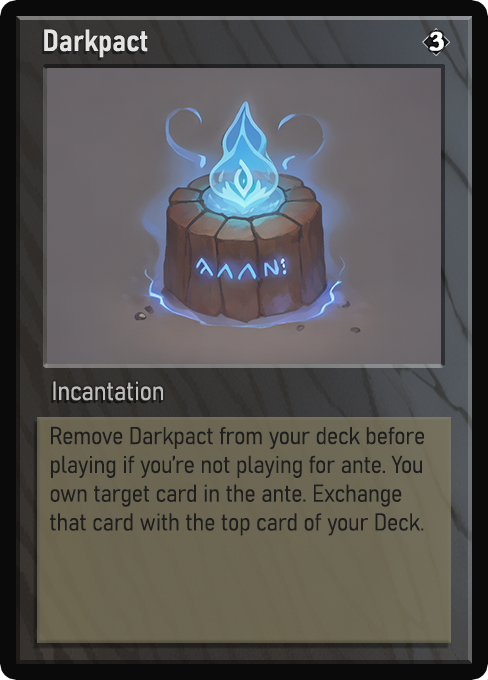 Darkpact 3
Incantation
Remove Darkpact from your deck before
playing if you're not playing for ante. You
own target card in the ante. Exchange
that card with the top card of your Deck.